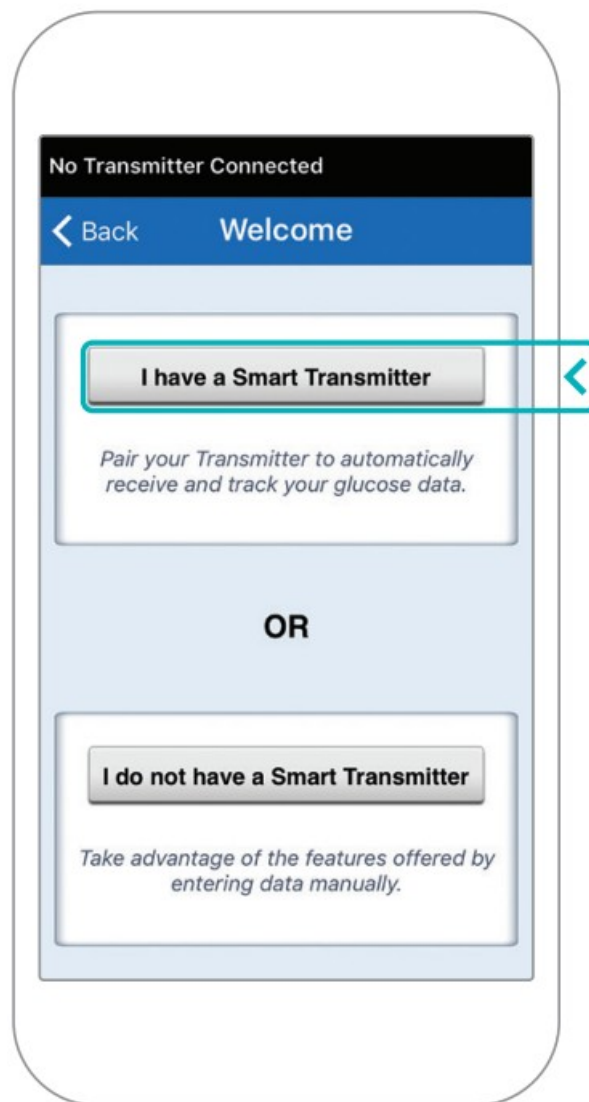 No Transmitter Connected
Back
Welcome
I have a Smart Transmitter
Pair your Transmitter to automatically
receive and track your glucose data.
OR
I do not have a Smart Transmitter
Take advantage of the features offered by
entering data manually.